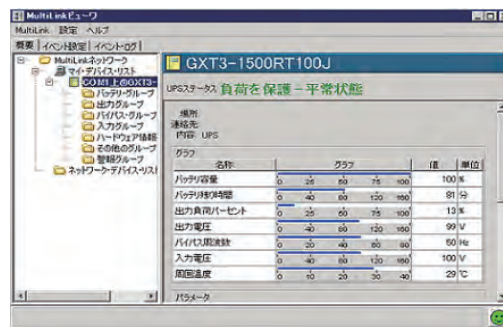 MultiLinkビューワ
MultiLink 設定 ヘルプ
概要 イベント設定 イベント・ログ
MultiLinkネットワーク
マイ・デバイス・リスト
COM1上のGXT3-
バッテリ・グループ
出力グループ
バイパス・グループ
入力グループ
ハードウェア情報
その他のグループ
警報グループ
ネットワーク・デバイス・リスト
GXT3-1500RT100J
UPSステータス 負荷を保護 - 平常状態
場所:
連絡先:
内容: UPS
グラフ
名称 グラフ 値 単位
バッテリ容量 0 25 50 75 100 100 %
バッテリ残り時間 0 40 80 120 160 81 分
出力負荷パーセント 0 25 50 75 100 13 %
出力電圧 0 40 80 120 160 99 V
バイパス周波数 0 20 40 60 80 50 Hz
入力電圧 0 40 80 120 160 100 V
周囲温度 0 10 20 30 40 29 ℃
パラメータ